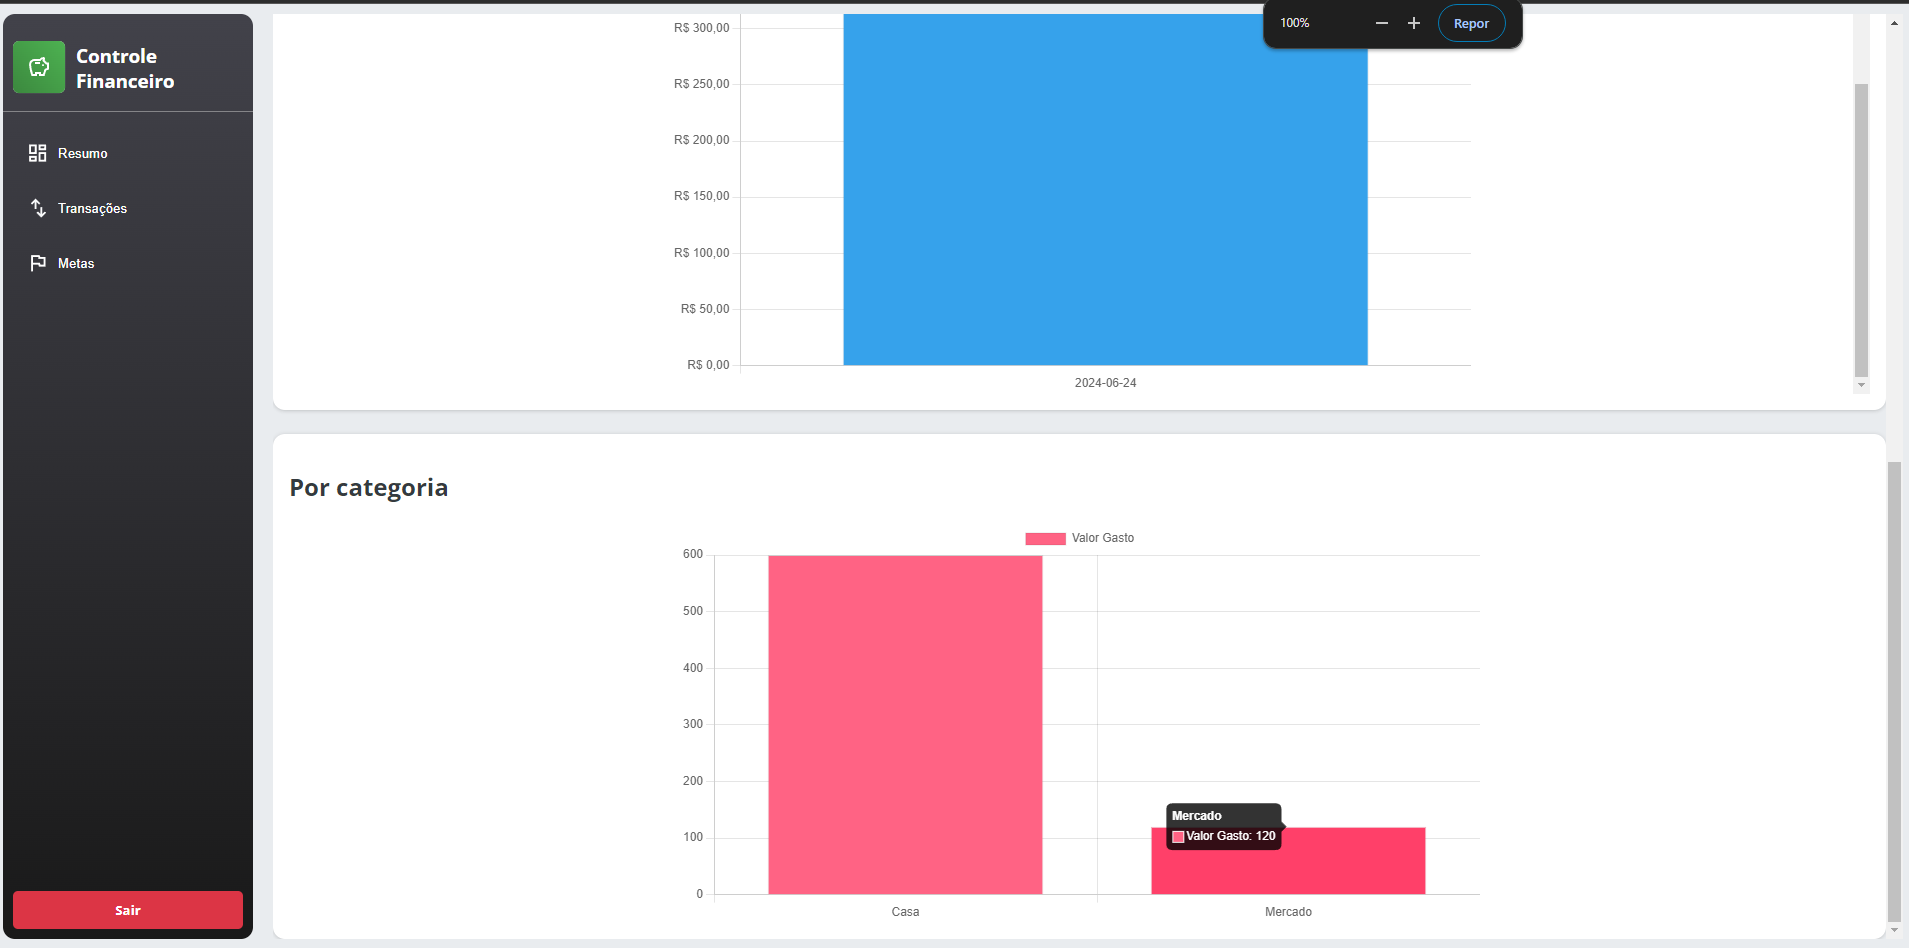 Controle
Financeiro
Resumo
Transações
Metas
Sair
100%
Repor
R$ 300,00
R$ 250,00
R$ 200,00
R$ 150,00
R$ 100,00
R$ 50,00
R$ 0,00
2024-06-24
Por categoria
Valor Gasto
600
500
400
300
200
100
0
Mercado
Valor Gasto: 120
Casa
Mercado